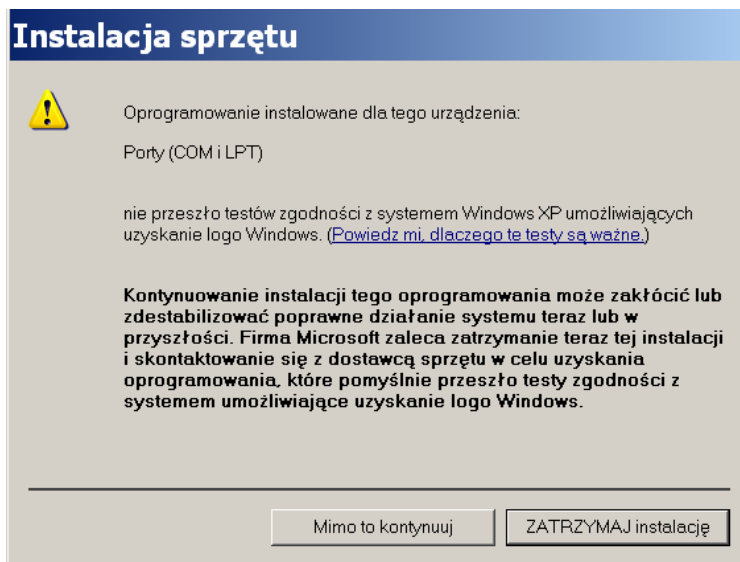 Instalacja sprzętu
Oprogramowanie instalowane dla tego urządzenia:
Porty (COM i LPT)
nie przeszło testów zgodności z systemem Windows XP umożliwiających
uzyskanie logo Windows. (Powiedz mi, dlaczego te testy są ważne.)
Kontynuowanie instalacji tego oprogramowania może zakłócić lub
zdestabilizować poprawne działanie systemu teraz lub w
przyszłości. Firma Microsoft zaleca zatrzymanie teraz tej instalacji
i skontaktowanie się z dostawcą sprzętu w celu uzyskania
oprogramowania, które pomyślnie przeszło testy zgodności z
systemem umożliwiające uzyskanie logo Windows.
Mimo to kontynuuj
ZATRZYMAJ instalację